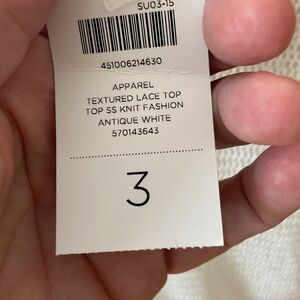 SU03-15
451006214630
APPAREL
TEXTURED LACE TOP
TOP SS KNIT FASHION
ANTIQUE WHITE
570143643
3